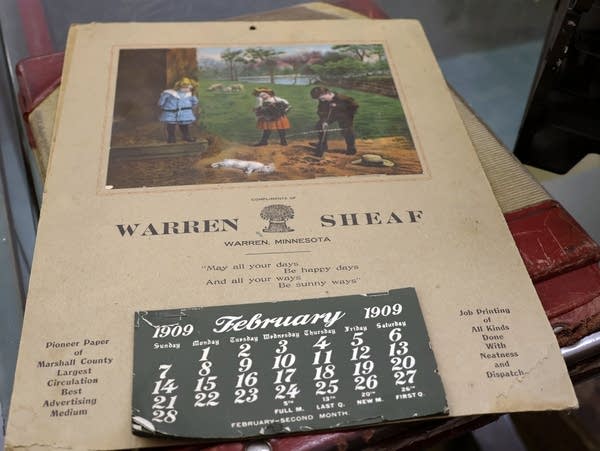 COMPLIMENTS OF
WARREN SHEAF
WARREN, MINNESOTA
"May all your days
Be happy days
And all your ways
Be sunny ways"
Pioneer Paper
of
Marshall County
Largest
Circulation
Best
Advertising
Medium
Job Printing
of
All Kinds
Done
With
Neatness
and
Dispatch
1909 February 1909
Sunday Monday Tuesday Wednesday Thursday Friday Saturday
1 2 3 4 5 6
7 8 9 10 11 12 13
14 15 16 17 18 19 20
21 22 23 24 25 26 27
28
5TH FULL M. 13TH LAST Q. 20TH NEW M. FIRST Q.
FEBRUARY–SECOND MONTH.